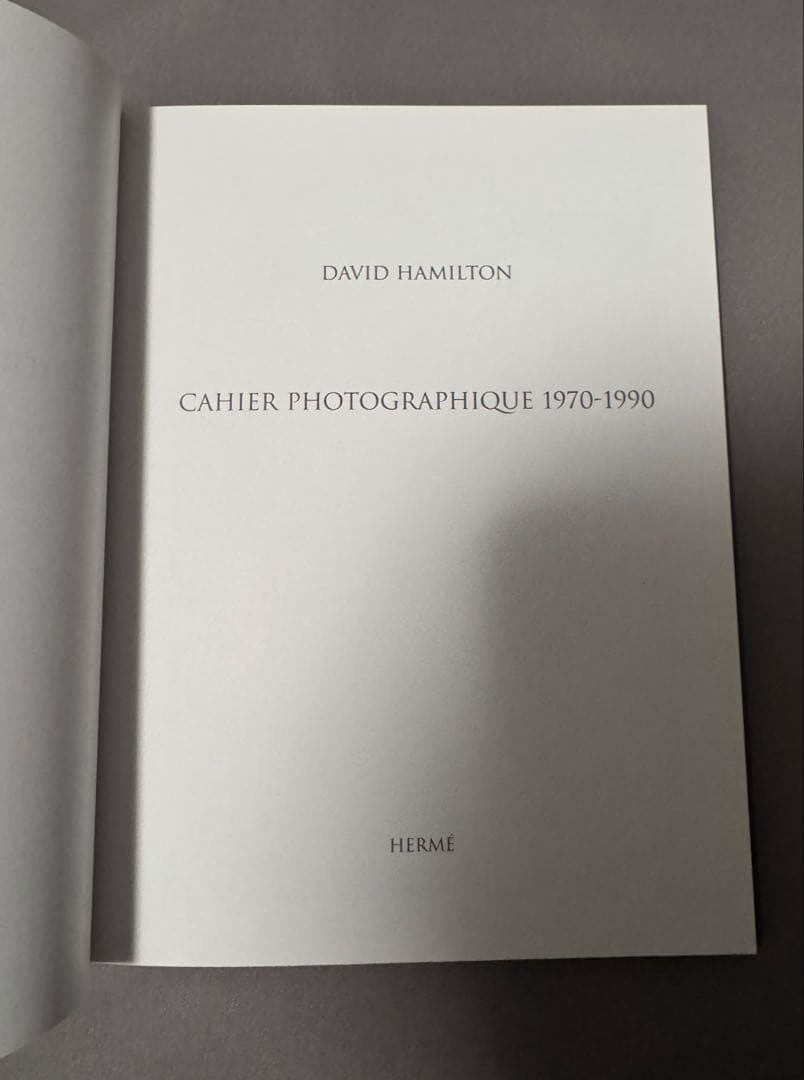 DAVID HAMILTON
CAHIER PHOTOGRAPHIQUE 1970-1990
HERMÉ